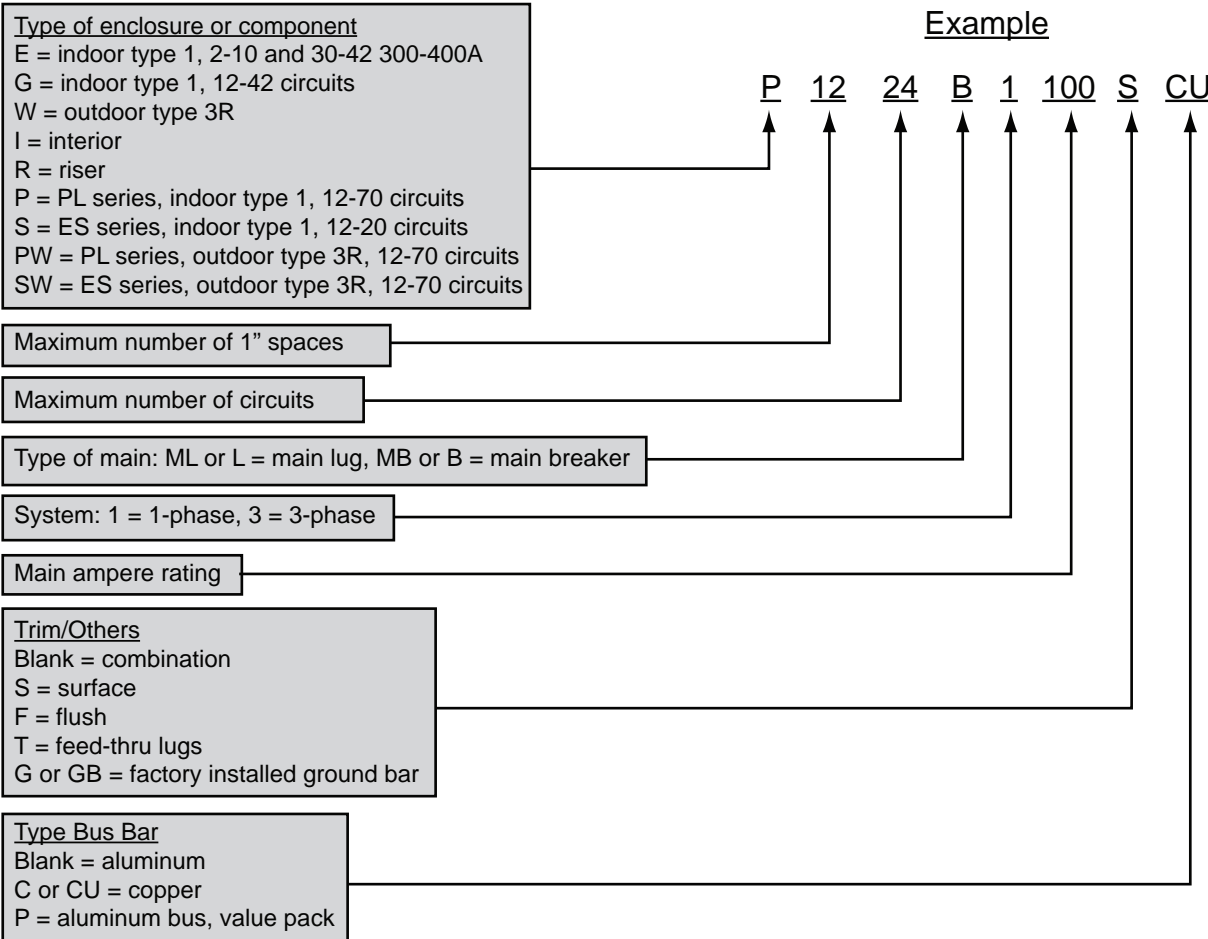 Type of enclosure or component
E = indoor type 1, 2-10 and 30-42 300-400A
G = indoor type 1, 12-42 circuits
W = outdoor type 3R
I = interior
R = riser
P = PL series, indoor type 1, 12-70 circuits
S = ES series, indoor type 1, 12-20 circuits
PW = PL series, outdoor type 3R, 12-70 circuits
SW = ES series, outdoor type 3R, 12-70 circuits
Example
P 12 24 B 1 100 S CU
Maximum number of 1” spaces
Maximum number of circuits
Type of main: ML or L = main lug, MB or B = main breaker
System: 1 = 1-phase, 3 = 3-phase
Main ampere rating
Trim/Others
Blank = combination
S = surface
F = flush
T = feed-thru lugs
G or GB = factory installed ground bar
Type Bus Bar
Blank = aluminum
C or CU = copper
P = aluminum bus, value pack